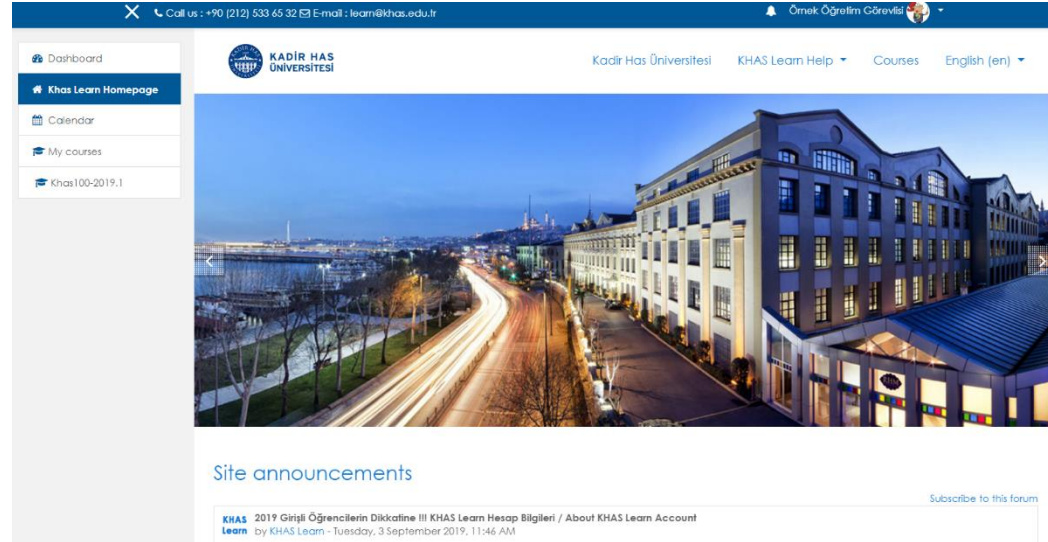 Call us : +90 (212) 533 65 32 E-mail : learn@khas.edu.tr
Örnek Öğretim Görevlisi
Dashboard
Khas Learn Homepage
Calendar
My courses
Khas100-2019.1
KADİR HAS
ÜNİVERSİTESİ
Kadir Has Üniversitesi
KHAS Learn Help
Courses
English (en)
KHM
Site announcements
Subscribe to this forum
KHAS
Learn
2019 Girişli Öğrencilerin Dikkatine !!! KHAS Learn Hesap Bilgileri / About KHAS Learn Account
by KHAS Learn - Tuesday, 3 September 2019, 11:46 AM